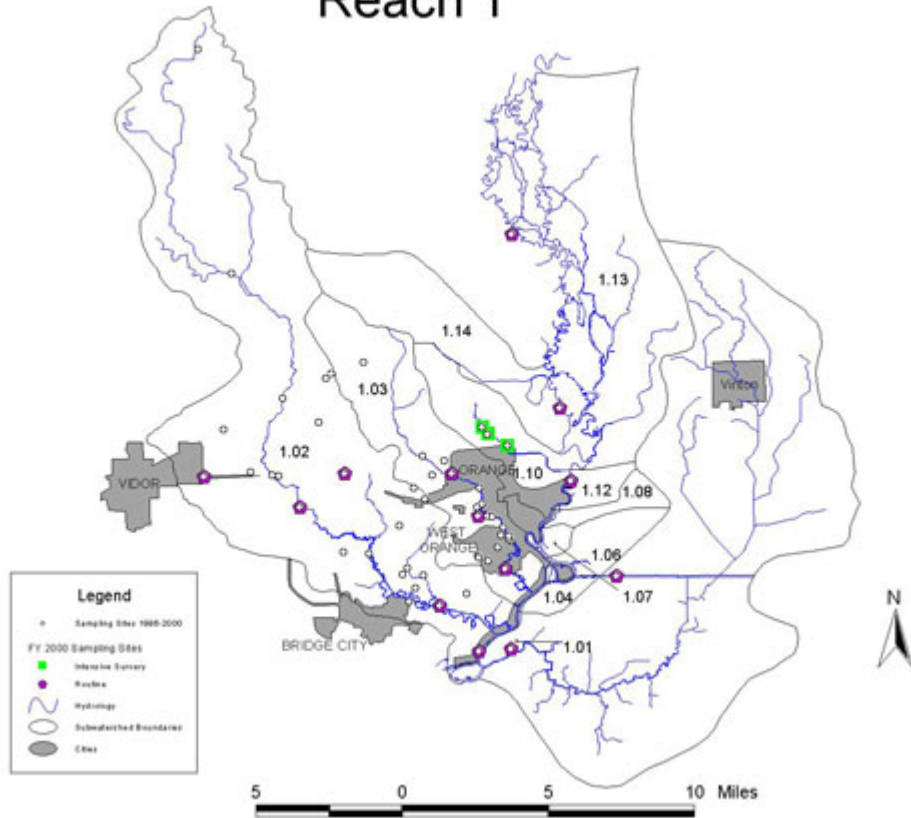 Reach 1
1.13
1.14
Vinton
1.03
1.02
ORANGE
1.10
VIDOR
1.12
1.08
WEST
ORANGE
1.06
1.04
1.07
BRIDGE CITY
1.01
Legend
Sampling Sites 1986-2000
FY 2000 Sampling Sites
Intensive Survery
Routine
Hydrology
Subwatershed Boundaries
Cities
N
5 0 5 10 Miles